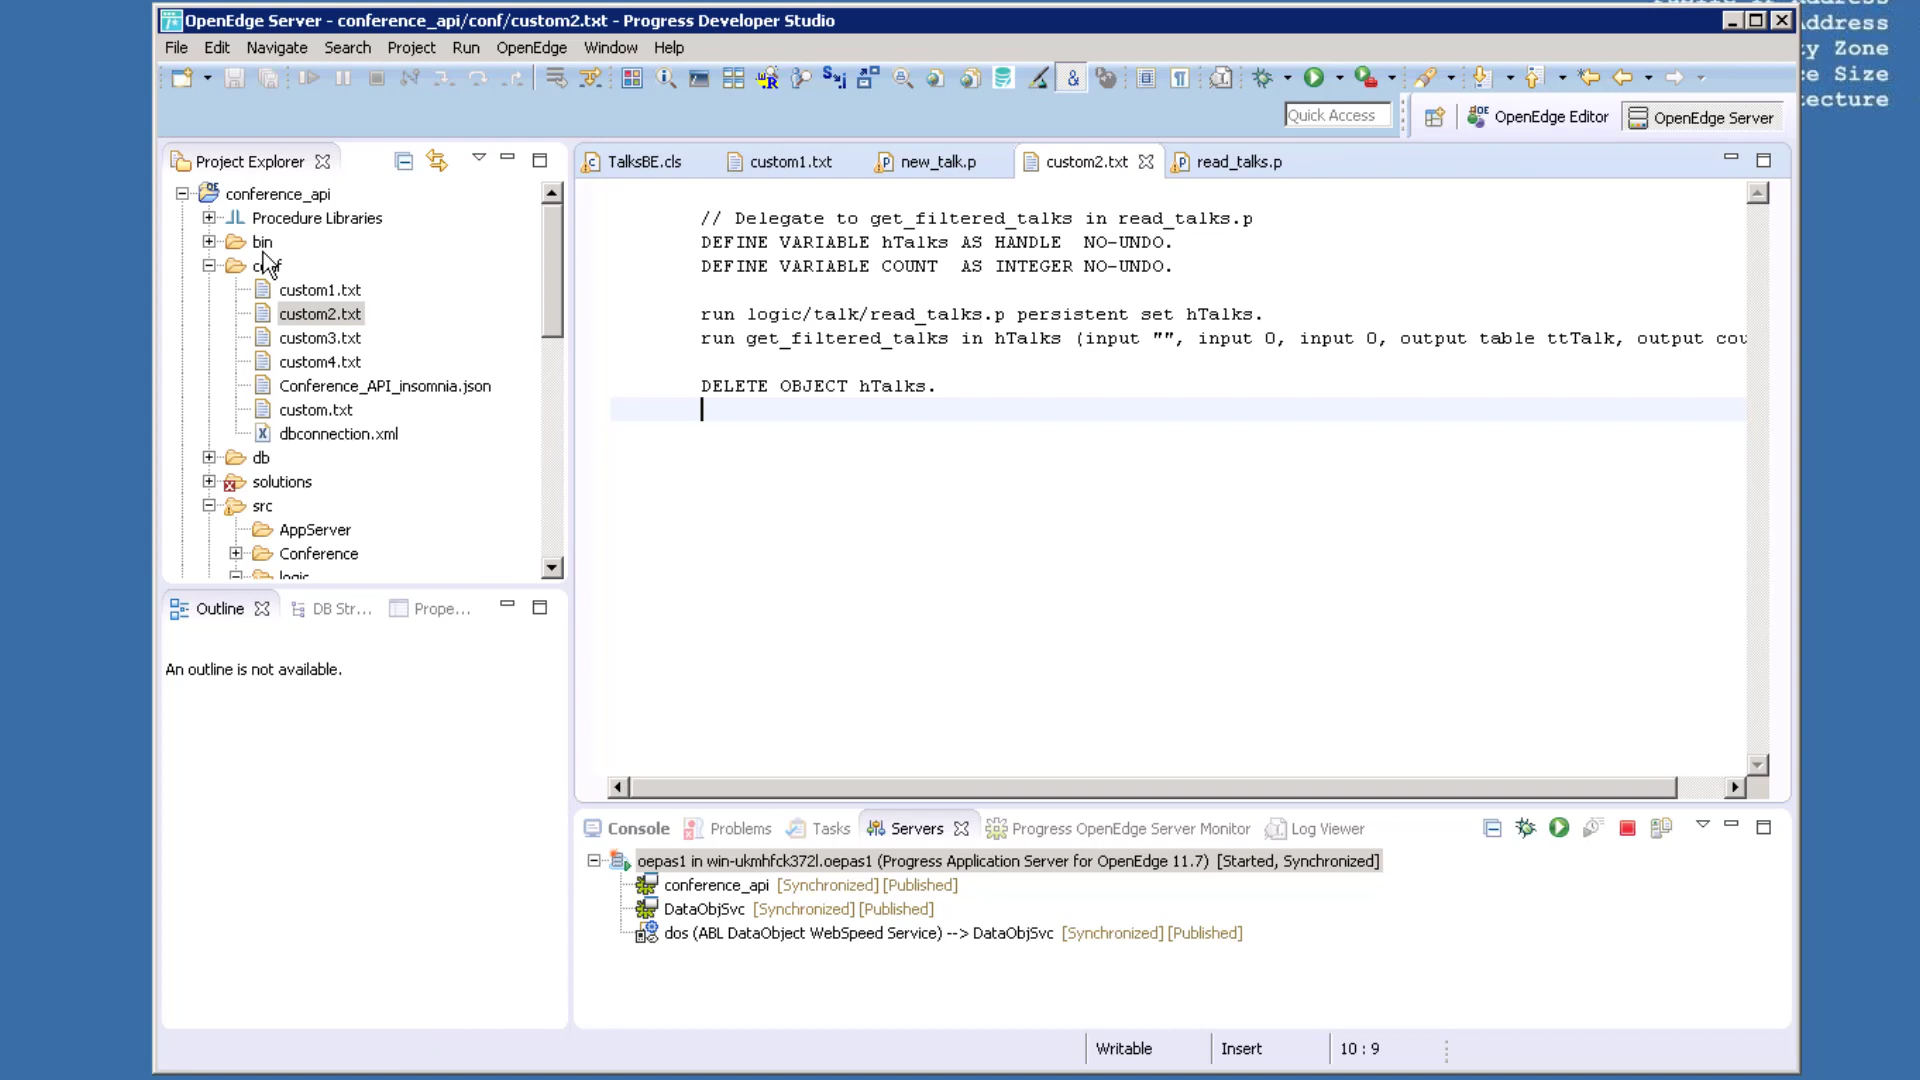 OpenEdge Server - conference_api/conf/custom2.txt - Progress Developer Studio
Address
File Edit Navigate Search Project Run OpenEdge Window Help
Zone
Size
Quick Access OpenEdge Editor OpenEdge Server
Project Explorer
TalksBE.cls custom1.txt new_talk.p custom2.txt read_talks.p
conference_api
Procedure Libraries
bin
conf
custom1.txt
custom2.txt
custom3.txt
custom4.txt
Conference_API_insomnia.json
custom.txt
dbconnection.xml
db
solutions
src
AppServer
Conference
logic
// Delegate to get_filtered_talks in read_talks.p
DEFINE VARIABLE hTalks AS HANDLE NO-UNDO.
DEFINE VARIABLE COUNT AS INTEGER NO-UNDO.
run logic/talk/read_talks.p persistent set hTalks.
run get_filtered_talks in hTalks (input "", input 0, input 0, output table ttTalk, output cou
DELETE OBJECT hTalks.
Outline DB Str... Prope...
An outline is not available.
Console Problems Tasks Servers Progress OpenEdge Server Monitor Log Viewer
oepas1 in win-ukmhfck372l.oepas1 (Progress Application Server for OpenEdge 11.7) [Started, Synchronized]
conference_api [Synchronized] [Published]
DataObjSvc [Synchronized] [Published]
dos (ABL DataObject WebSpeed Service) --> DataObjSvc [Synchronized] [Published]
Writable Insert 10 : 9